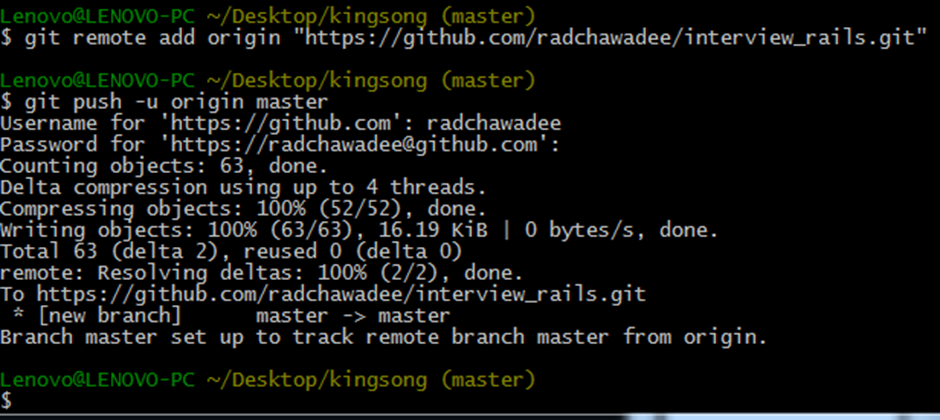 Lenovo@LENOVO-PC ~/Desktop/kingsong (master)
$ git remote add origin "https://github.com/radchawadee/interview_rails.git"
Lenovo@LENOVO-PC ~/Desktop/kingsong (master)
$ git push -u origin master
Username for 'https://github.com': radchawadee
Password for 'https://radchawadee@github.com':
Counting objects: 63, done.
Delta compression using up to 4 threads.
Compressing objects: 100% (52/52), done.
Writing objects: 100% (63/63), 16.19 KiB | 0 bytes/s, done.
Total 63 (delta 2), reused 0 (delta 0)
remote: Resolving deltas: 100% (2/2), done.
To https://github.com/radchawadee/interview_rails.git
 * [new branch]      master -> master
Branch master set up to track remote branch master from origin.
Lenovo@LENOVO-PC ~/Desktop/kingsong (master)
$